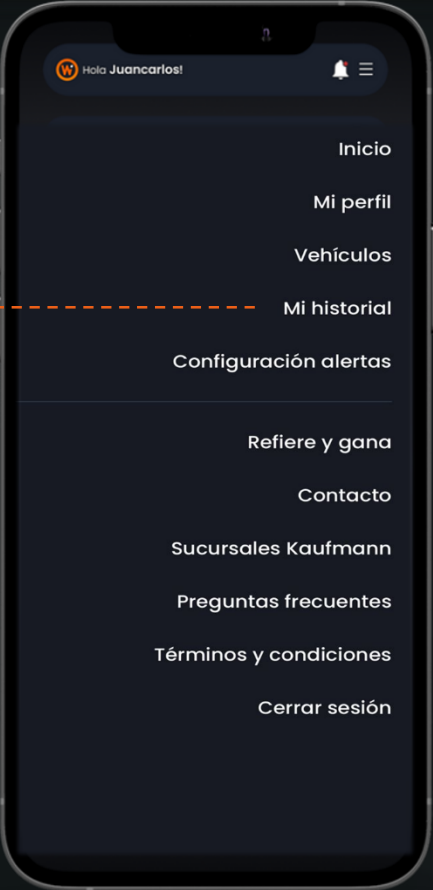 W
Hola Juancarlos!
Inicio
Mi perfil
Vehículos
Mi historial
Configuración alertas
Refiere y gana
Contacto
Sucursales Kaufmann
Preguntas frecuentes
Términos y condiciones
Cerrar sesión